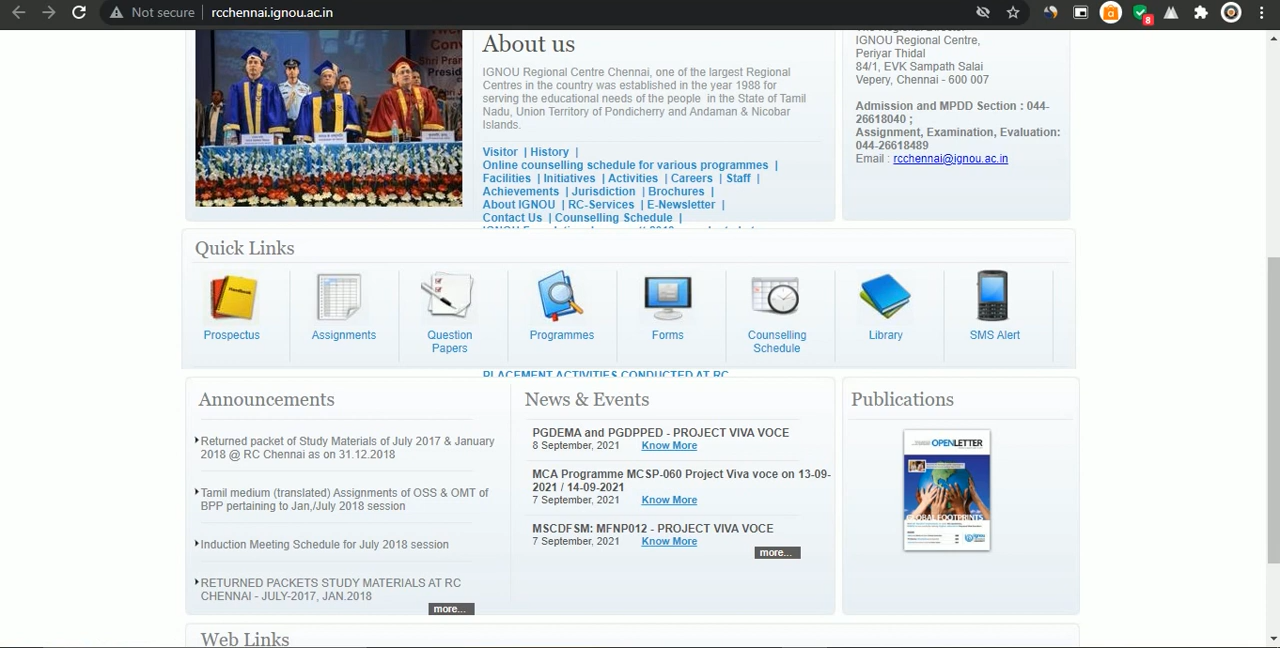 Not secure
rcchennai.ignou.ac.in
8
About us
IGNOU Regional Centre Chennai, one of the largest Regional
Centres in the country was established in the year 1988 for
serving the educational needs of the people in the State of Tamil
Nadu, Union Territory of Pondicherry and Andaman & Nicobar
Islands.
Visitor | History |
Online counselling schedule for various programmes |
Facilities | Initiatives | Activities | Careers | Staff |
Achievements | Jurisdiction | Brochures |
About IGNOU | RC-Services | E-Newsletter |
Contact Us | Counselling Schedule |
IGNOU Regional Centre,
Periyar Thidal
84/1, EVK Sampath Salai
Vepery, Chennai - 600 007
Admission and MPDD Section : 044-
26618040 ;
Assignment, Examination, Evaluation:
044-26618489
Email : rcchennai@ignou.ac.in
Quick Links
Handbook
Prospectus
Assignments
Question
Papers
Programmes
Forms
Counselling
Schedule
Library
SMS Alert
PLACEMENT ACTIVITIES CONDUCTED AT RC
Announcements
Returned packet of Study Materials of July 2017 & January
2018 @ RC Chennai as on 31.12.2018
Tamil medium (translated) Assignments of OSS & OMT of
BPP pertaining to Jan,/July 2018 session
Induction Meeting Schedule for July 2018 session
RETURNED PACKETS STUDY MATERIALS AT RC
CHENNAI - JULY-2017, JAN.2018
more...
News & Events
PGDEMA and PGDPPED - PROJECT VIVA VOCE
8 September, 2021 Know More
MCA Programme MCSP-060 Project Viva voce on 13-09-
2021 / 14-09-2021
7 September, 2021 Know More
MSCDFSM: MFNP012 - PROJECT VIVA VOCE
7 September, 2021 Know More
more...
Publications
OPENLETTER
GLOBAL FOOTPRINTS
Web Links